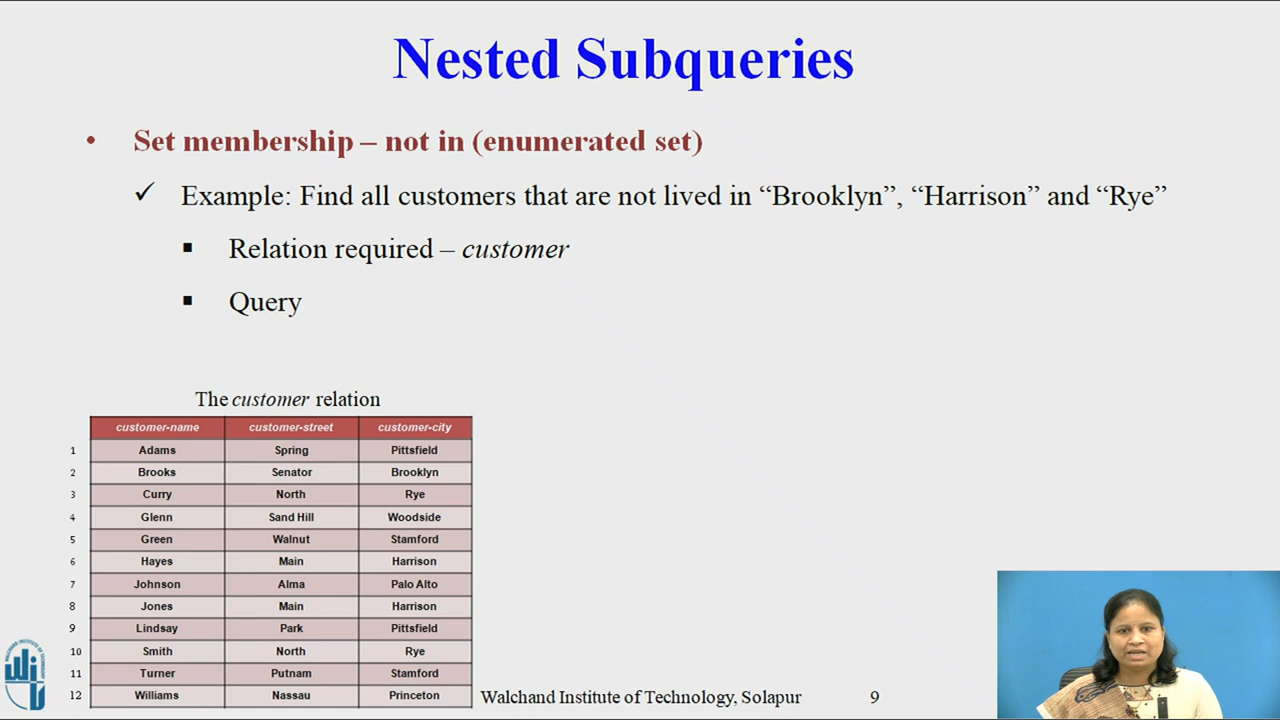 Nested Subqueries
• Set membership – not in (enumerated set)
✓ Example: Find all customers that are not lived in “Brooklyn”, “Harrison” and “Rye”
▪ Relation required – customer
▪ Query
The customer relation
customer-name customer-street customer-city
1 Adams Spring Pittsfield
2 Brooks Senator Brooklyn
3 Curry North Rye
4 Glenn Sand Hill Woodside
5 Green Walnut Stamford
6 Hayes Main Harrison
7 Johnson Alma Palo Alto
8 Jones Main Harrison
9 Lindsay Park Pittsfield
10 Smith North Rye
11 Turner Putnam Stamford
12 Williams Nassau Princeton
WALCHAND INSTITUTE OF TECHNOLOGY
Walchand Institute of Technology, Solapur 9